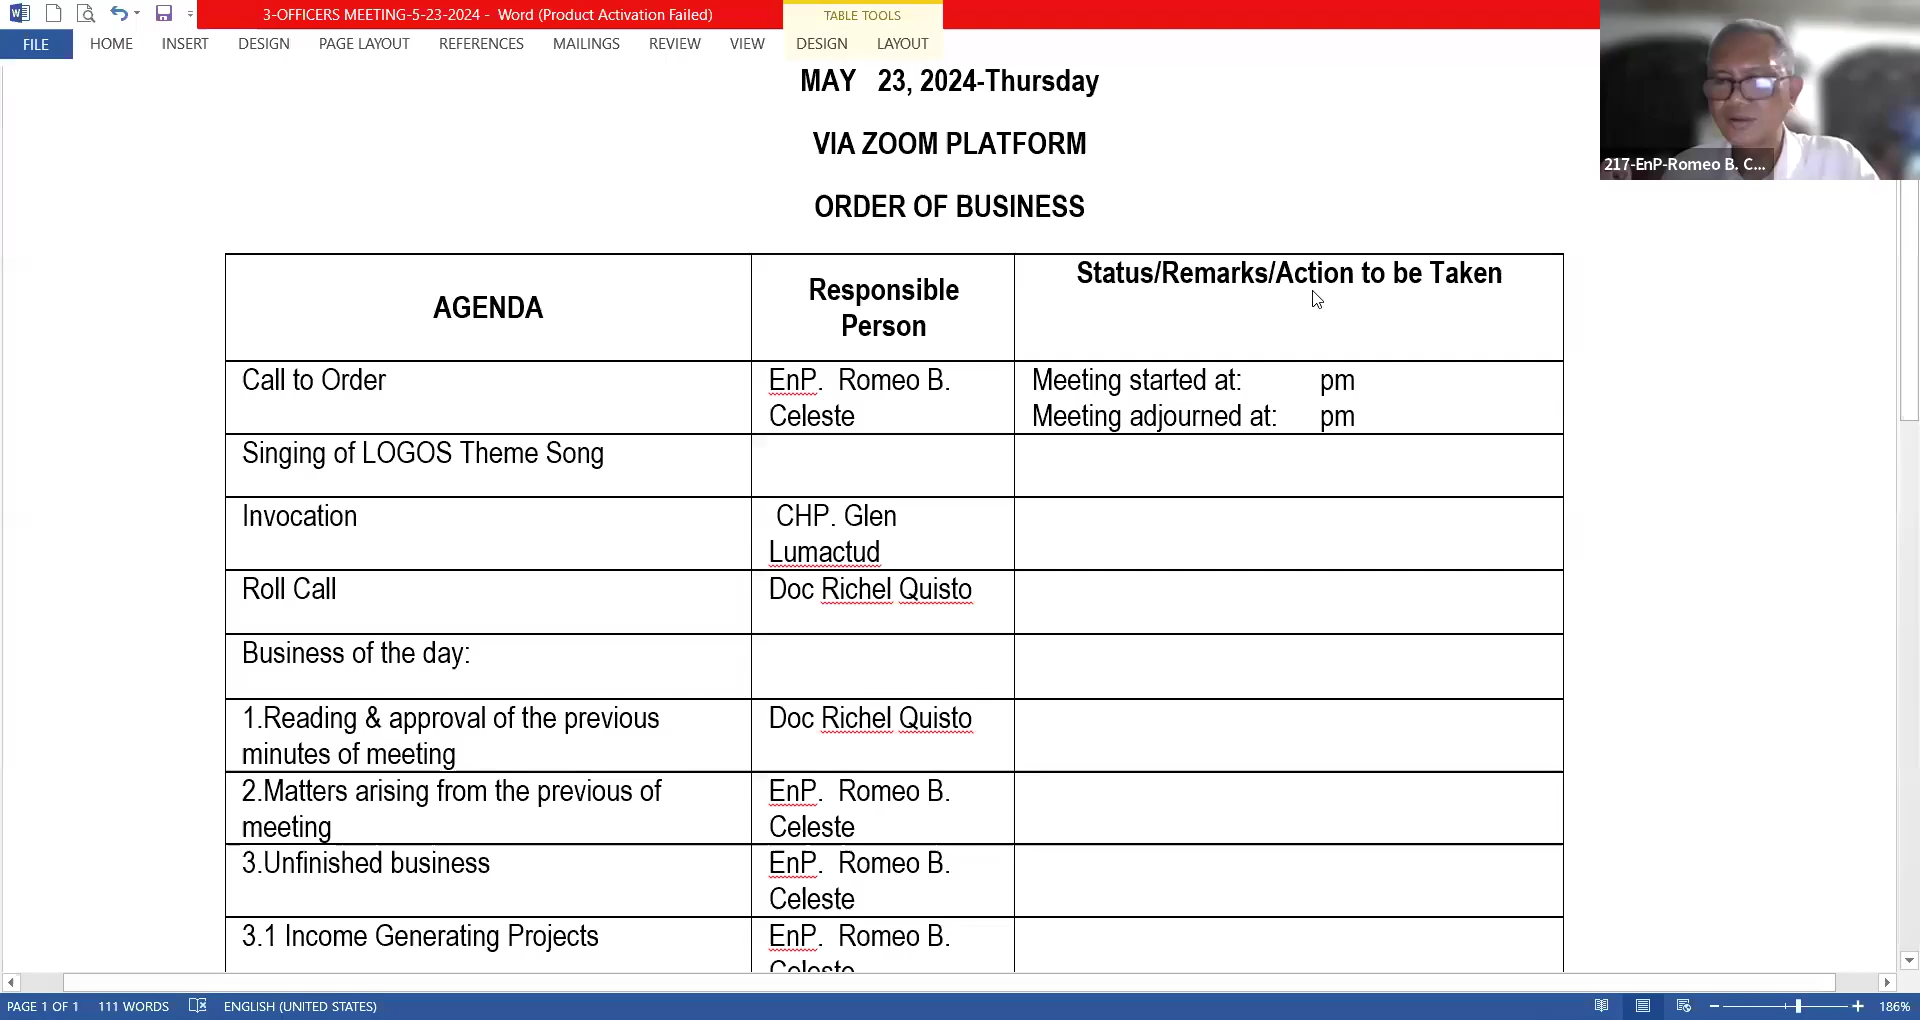 3-OFFICERS MEETING-5-23-2024 - Word (Product Activation Failed)
TABLE TOOLS
FILE HOME INSERT DESIGN PAGE LAYOUT REFERENCES MAILINGS REVIEW VIEW DESIGN LAYOUT
217-EnP-Romeo B. C...
MAY 23, 2024-Thursday
VIA ZOOM PLATFORM
ORDER OF BUSINESS
AGENDA
Responsible
Person
Status/Remarks/Action to be Taken
Call to Order
EnP. Romeo B.
Celeste
Meeting started at: pm
Meeting adjourned at: pm
Singing of LOGOS Theme Song
Invocation
CHP. Glen
Lumactud
Roll Call
Doc Richel Quisto
Business of the day:
1.Reading & approval of the previous
minutes of meeting
Doc Richel Quisto
2.Matters arising from the previous of
meeting
EnP. Romeo B.
Celeste
3.Unfinished business
EnP. Romeo B.
Celeste
3.1 Income Generating Projects
EnP. Romeo B.
Celeste
PAGE 1 OF 1 111 WORDS ENGLISH (UNITED STATES) 186%